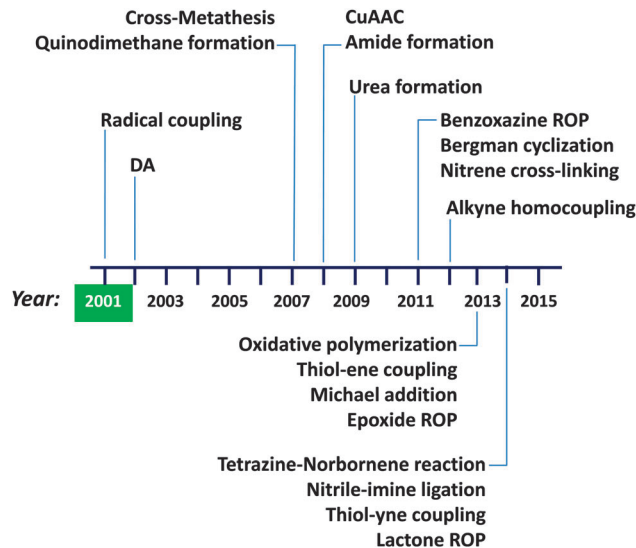 Cross-Metathesis
Quinodimethane formation
CuAAC
Amide formation
Urea formation
Radical coupling
Benzoxazine ROP
Bergman cyclization
Nitrene cross-linking
DA
Alkyne homocoupling
Year: 2001 2003 2005 2007 2009 2011 2013 2015
Oxidative polymerization
Thiol-ene coupling
Michael addition
Epoxide ROP
Tetrazine-Norbornene reaction
Nitrile-imine ligation
Thiol-yne coupling
Lactone ROP